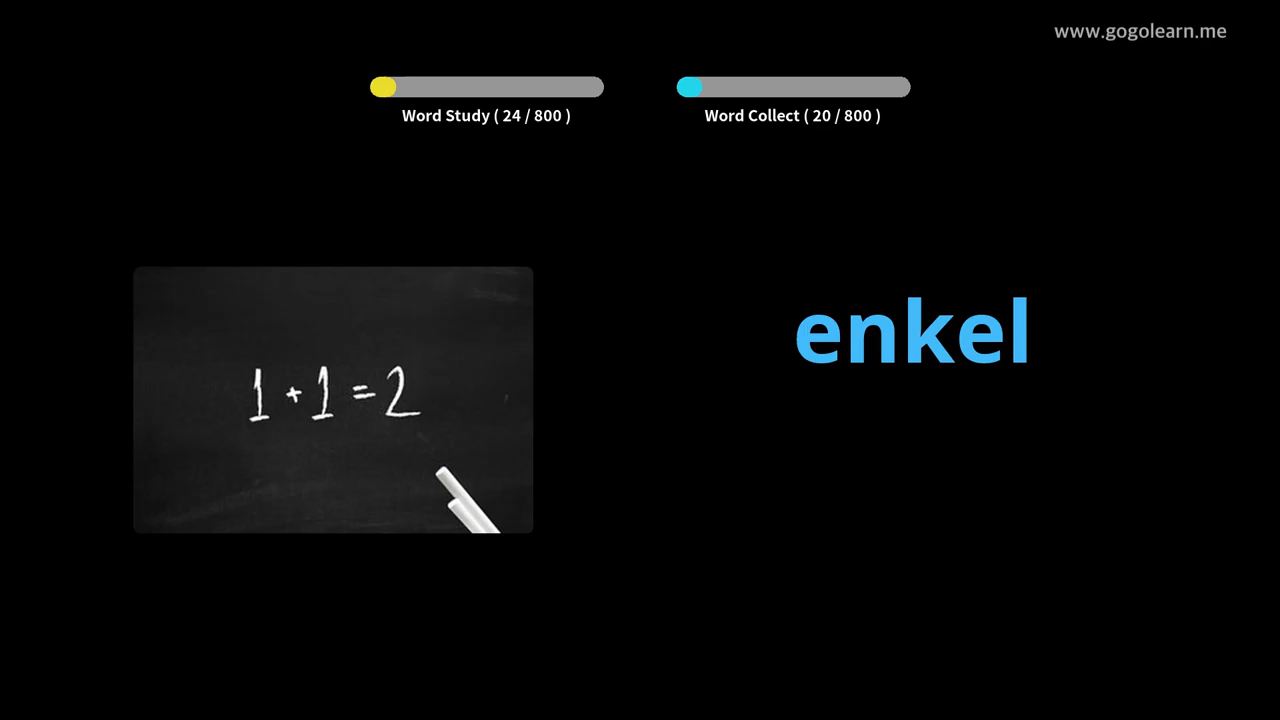 www.gogolearn.me
Word Study ( 24 / 800 )
Word Collect ( 20 / 800 )
enkel
1 + 1 = 2